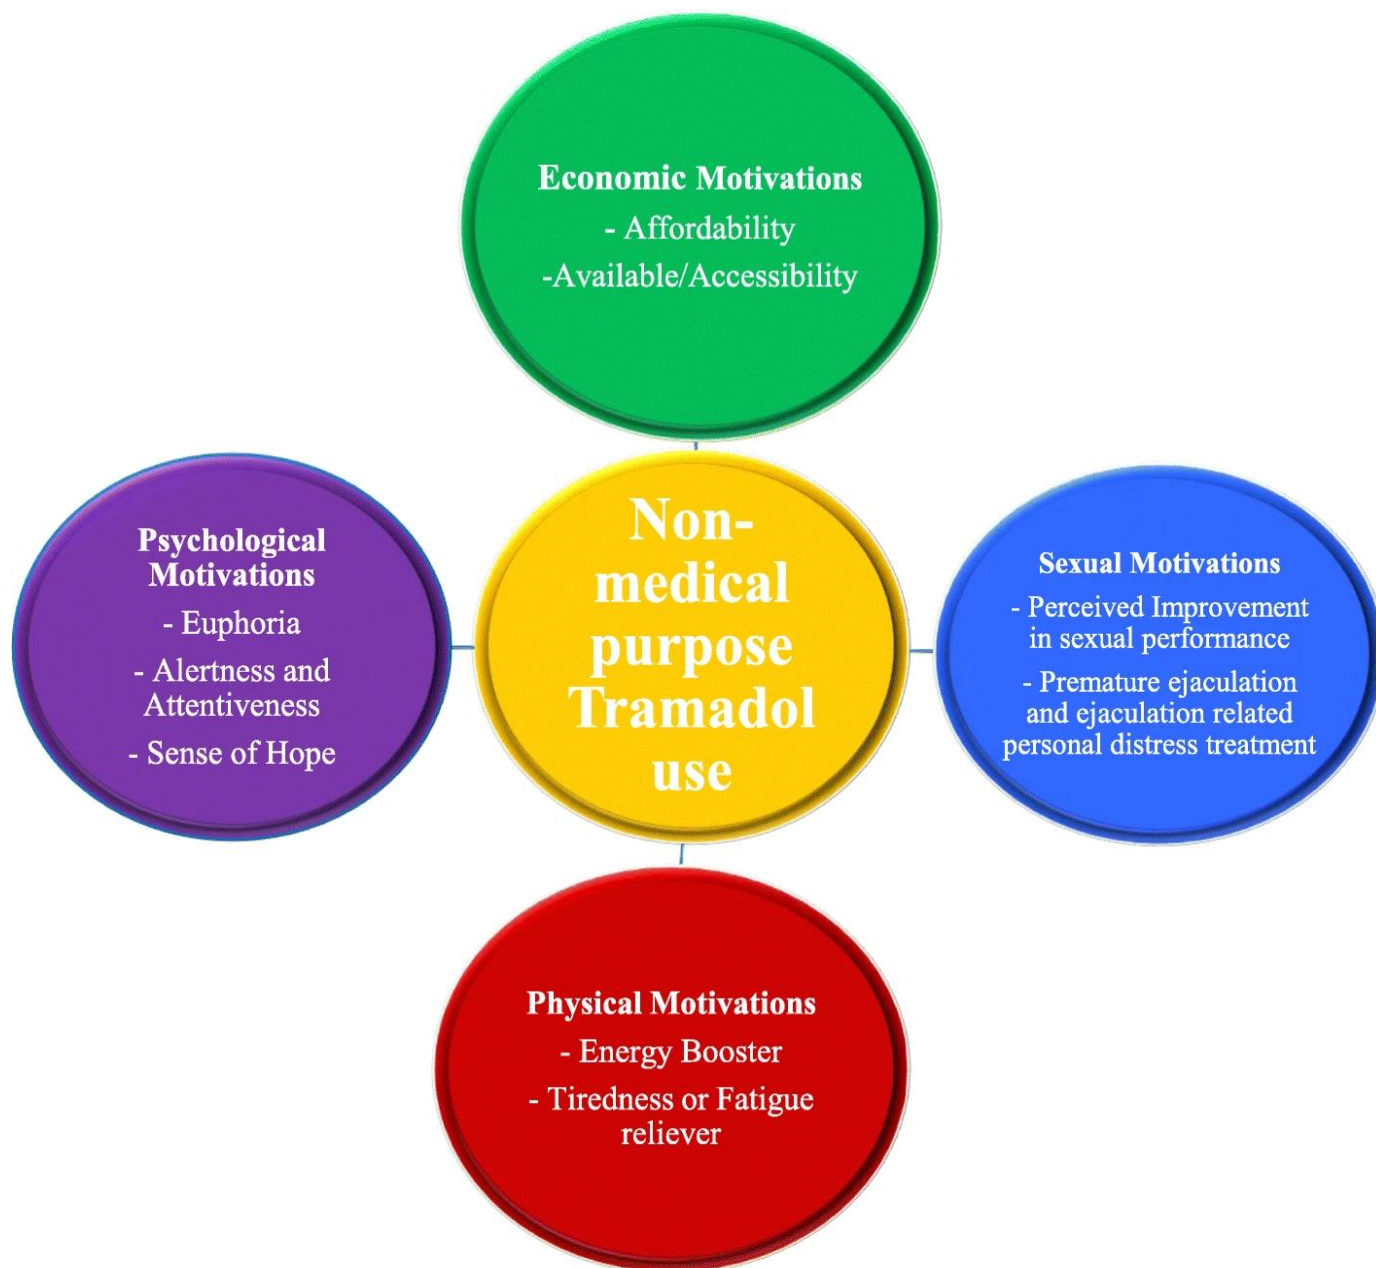 Economic Motivations
- Affordability
-Available/Accessibility
Psychological
Motivations
- Euphoria
- Alertness and
Attentiveness
- Sense of Hope
Non-
medical
purpose
Tramadol
use
Sexual Motivations
- Perceived Improvement
in sexual performance
- Premature ejaculation
and ejaculation related
personal distress treatment
Physical Motivations
- Energy Booster
- Tiredness or Fatigue
reliever